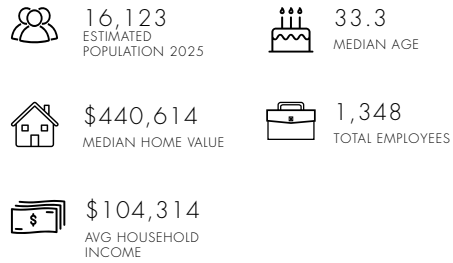 16,123
ESTIMATED
POPULATION 2025
33.3
MEDIAN AGE
$440,614
MEDIAN HOME VALUE
1,348
TOTAL EMPLOYEES
$
$104,314
AVG HOUSEHOLD
INCOME